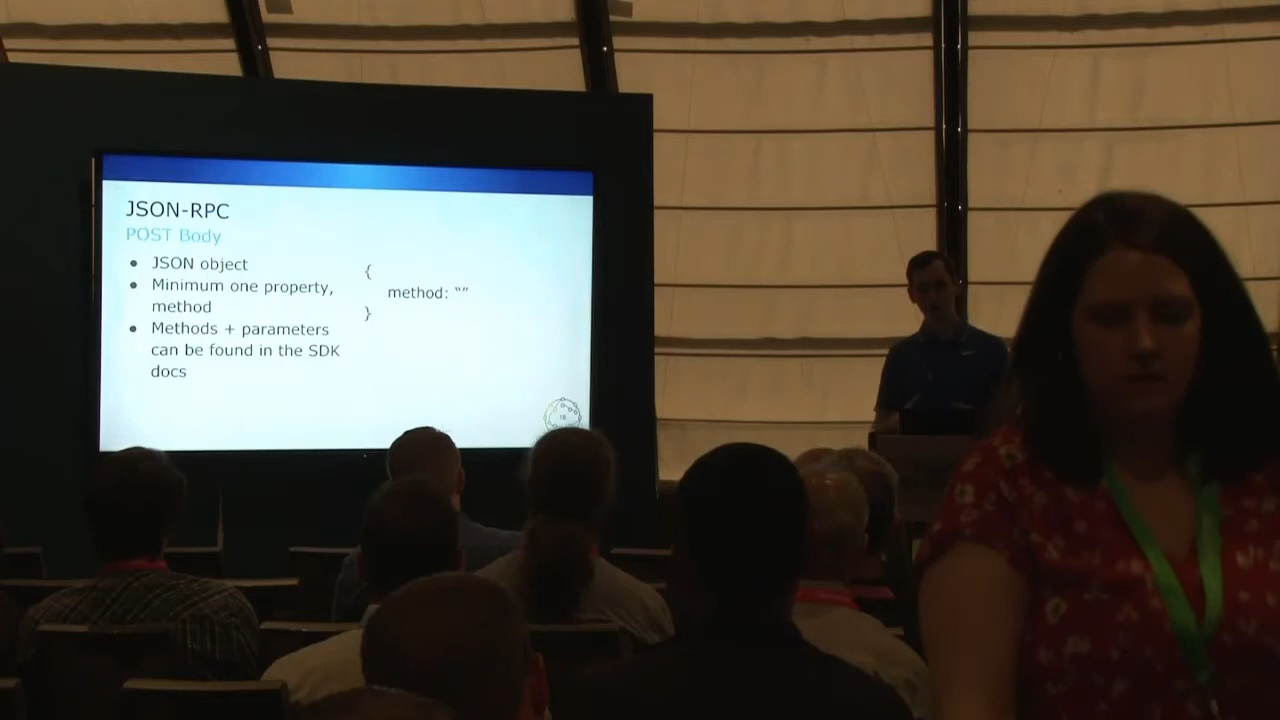 JSON-RPC
POST Body
● JSON object
● Minimum one property,
method
● Methods + parameters
can be found in the SDK
docs
{
method: “”
}
18